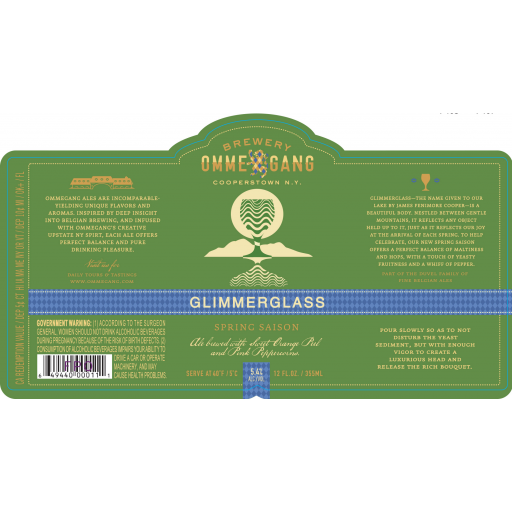 BREWERY
OMMEGANG
COOPERSTOWN N.Y.
OMMEGANG ALES ARE INCOMPARABLE-
YIELDING UNIQUE FLAVORS AND
AROMAS. INSPIRED BY DEEP INSIGHT
INTO BELGIAN BREWING, AND INFUSED
WITH OMMEGANG'S CREATIVE
UPSTATE NY SPIRIT, EACH ALE OFFERS
PERFECT BALANCE AND PURE
DRINKING PLEASURE.
DAILY TOURS & TASTINGS
WWW.OMMEGANG.COM
GLIMMERGLASS—THE NAME GIVEN TO OUR
LAKE BY JAMES FENIMORE COOPER—IS A
BEAUTIFUL BODY. NESTLED BETWEEN GENTLE
MOUNTAINS, IT REFLECTS ANY OBJECT
HELD UP TO IT, JUST AS IT REFLECTS OUR JOY
AT THE ARRIVAL OF EACH SPRING. TO HELP
CELEBRATE, OUR NEW SPRING SAISON
OFFERS A PERFECT BALANCE OF MALTINESS
AND HOPS, WITH A TOUCH OF YEASTY
FRUITINESS AND A WHIFF OF PEPPER.
PART OF THE DUVEL FAMILY OF
FINE BELGIAN ALES
GLIMMERGLASS
SPRING SAISON
Ale brewed with Sweet Orange Peel
and Pink Peppercorns
SERVE AT 40°F / 5°C
5.4%
ALC./VOL.
12 FL. OZ. / 355ML
GOVERNMENT WARNING: (1) ACCORDING TO THE SURGEON
GENERAL, WOMEN SHOULD NOT DRINK ALCOHOLIC BEVERAGES
DURING PREGNANCY BECAUSE OF THE RISK OF BIRTH DEFECTS. (2)
CONSUMPTION OF ALCOHOLIC BEVERAGES IMPAIRS YOUR ABILITY TO
DRIVE A CAR OR OPERATE
MACHINERY, AND MAY
CAUSE HEALTH PROBLEMS.
POUR SLOWLY SO AS TO NOT
DISTURB THE YEAST
SEDIMENT, BUT WITH ENOUGH
VIGOR TO CREATE A
LUXURIOUS HEAD AND
RELEASE THE RICH BOUQUET.